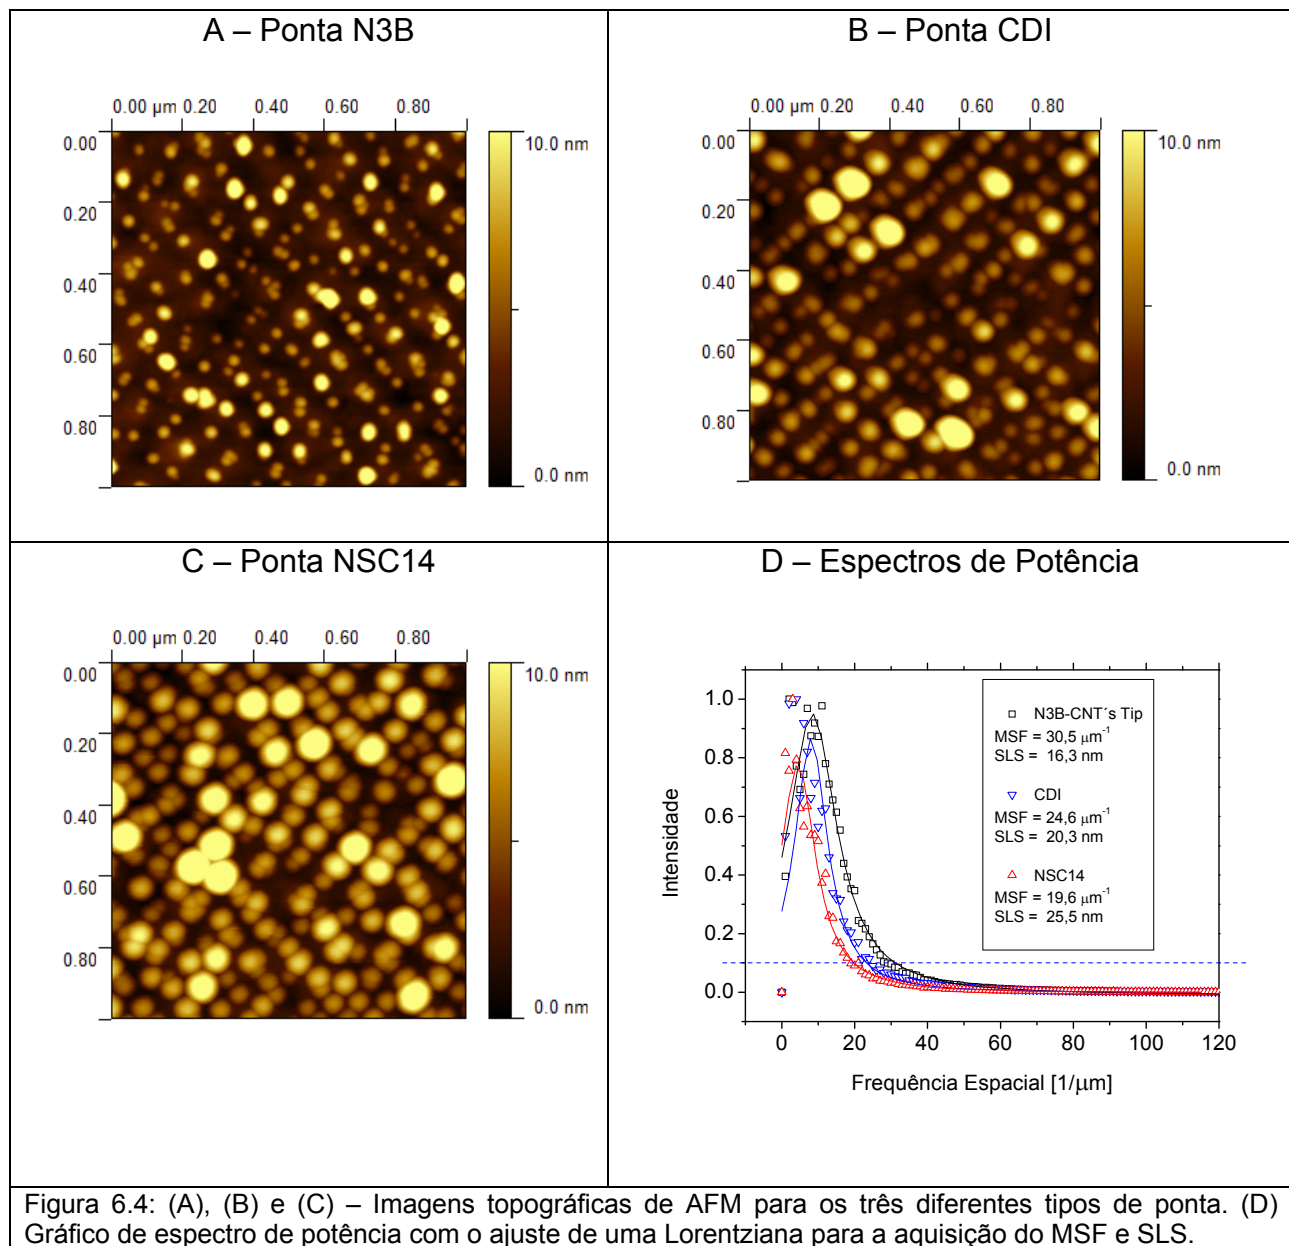 A – Ponta N3B
0.00 µm 0.20 0.40 0.60 0.80
0.00
0.20
0.40
0.60
0.80
10.0 nm
0.0 nm
B – Ponta CDI
0.00 µm 0.20 0.40 0.60 0.80
0.00
0.20
0.40
0.60
0.80
10.0 nm
0.0 nm
C – Ponta NSC14
0.00 µm 0.20 0.40 0.60 0.80
0.00
0.20
0.40
0.60
0.80
10.0 nm
0.0 nm
D – Espectros de Potência
Intensidade
1.0
0.8
0.6
0.4
0.2
0.0
N3B-CNT´s Tip
MSF = 30,5 µm⁻¹
SLS = 16,3 nm
CDI
MSF = 24,6 µm⁻¹
SLS = 20,3 nm
NSC14
MSF = 19,6 µm⁻¹
SLS = 25,5 nm
0 20 40 60 80 100 120
Frequência Espacial [1/µm]
Figura 6.4: (A), (B) e (C) – Imagens topográficas de AFM para os três diferentes tipos de ponta. (D)
Gráfico de espectro de potência com o ajuste de uma Lorentziana para a aquisição do MSF e SLS.